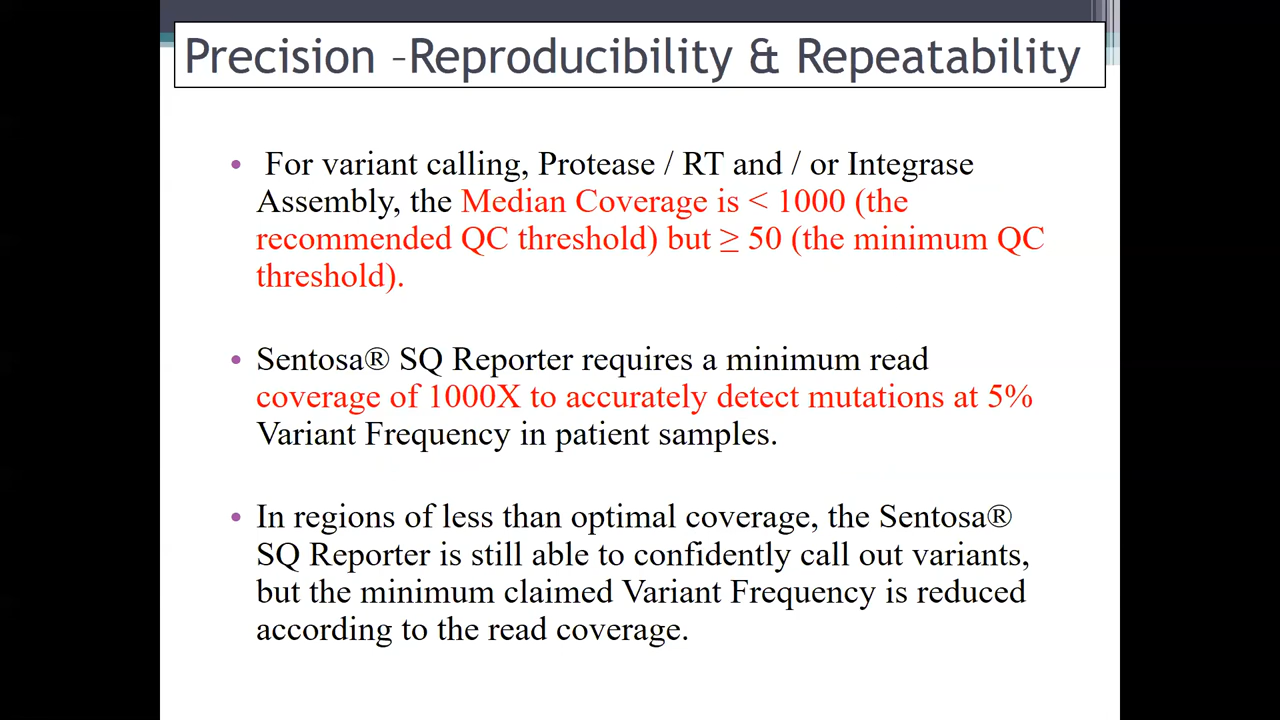 Precision –Reproducibility & Repeatability
• For variant calling, Protease / RT and / or Integrase
Assembly, the Median Coverage is < 1000 (the
recommended QC threshold) but ≥ 50 (the minimum QC
threshold).
• Sentosa® SQ Reporter requires a minimum read
coverage of 1000X to accurately detect mutations at 5%
Variant Frequency in patient samples.
• In regions of less than optimal coverage, the Sentosa®
SQ Reporter is still able to confidently call out variants,
but the minimum claimed Variant Frequency is reduced
according to the read coverage.